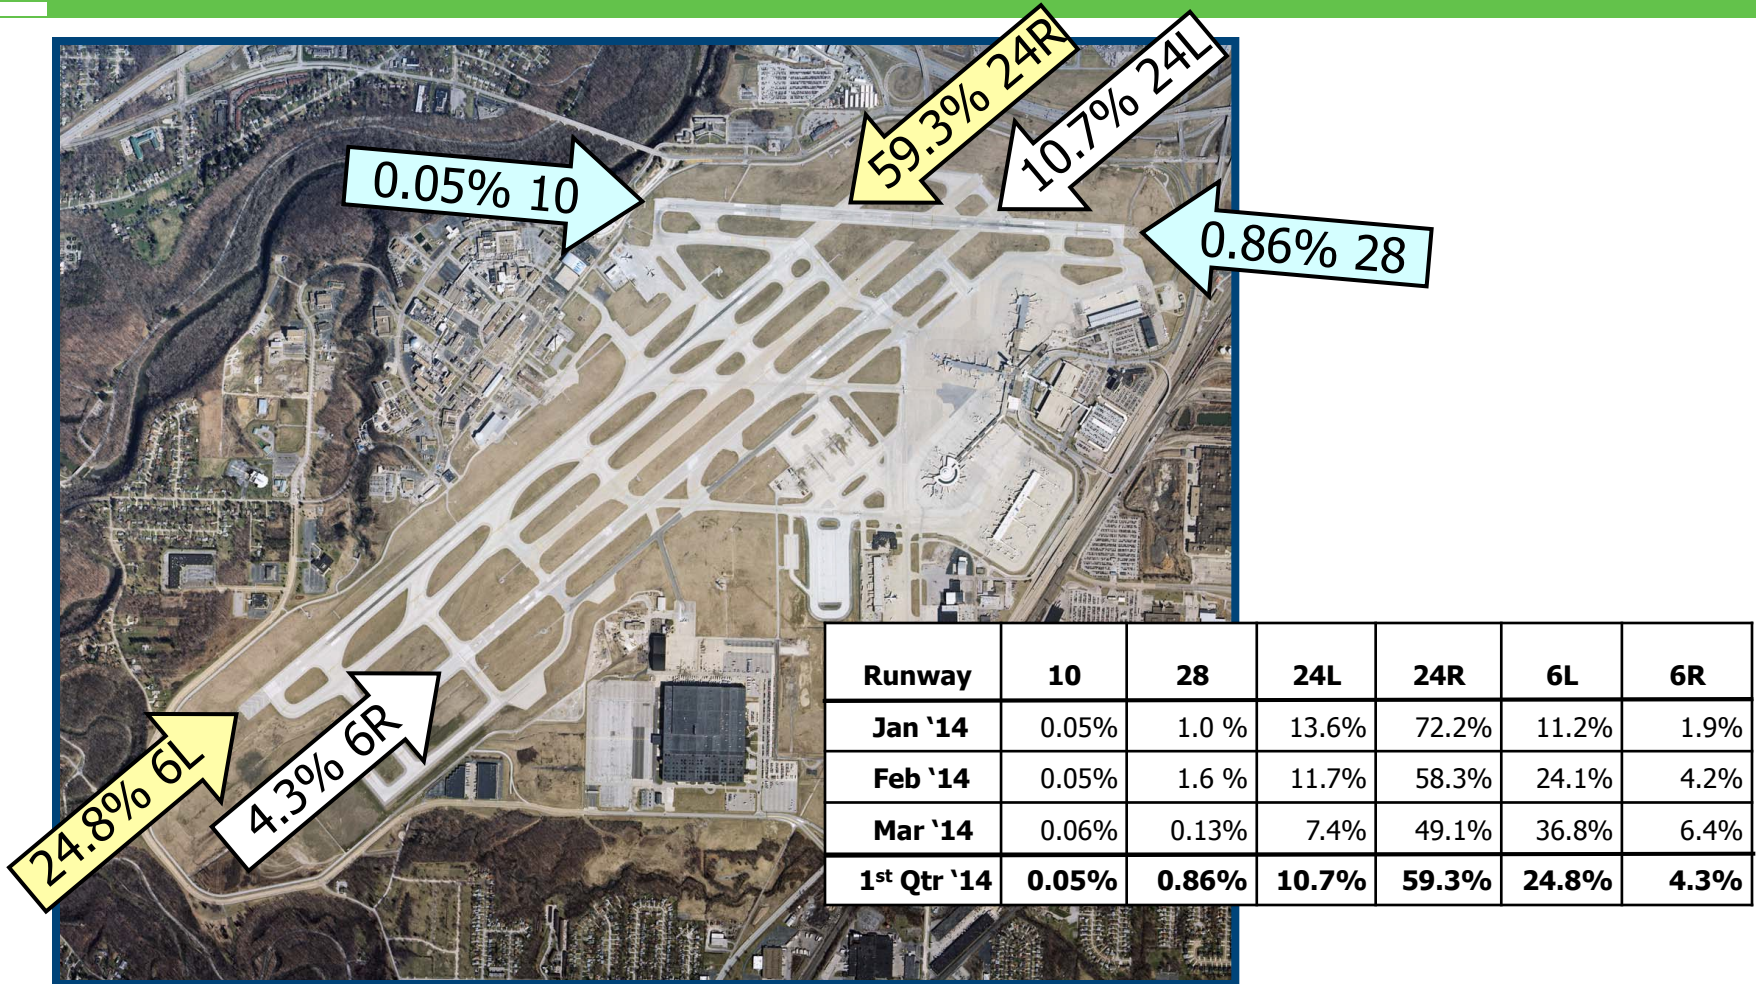 59.3% 24R
10.7% 24L
0.05% 10
0.86% 28
24.8% 6L
4.3% 6R
Runway 10 28 24L 24R 6L 6R
Jan ‘14 0.05% 1.0 % 13.6% 72.2% 11.2% 1.9%
Feb ‘14 0.05% 1.6 % 11.7% 58.3% 24.1% 4.2%
Mar ‘14 0.06% 0.13% 7.4% 49.1% 36.8% 6.4%
1st Qtr ‘14 0.05% 0.86% 10.7% 59.3% 24.8% 4.3%